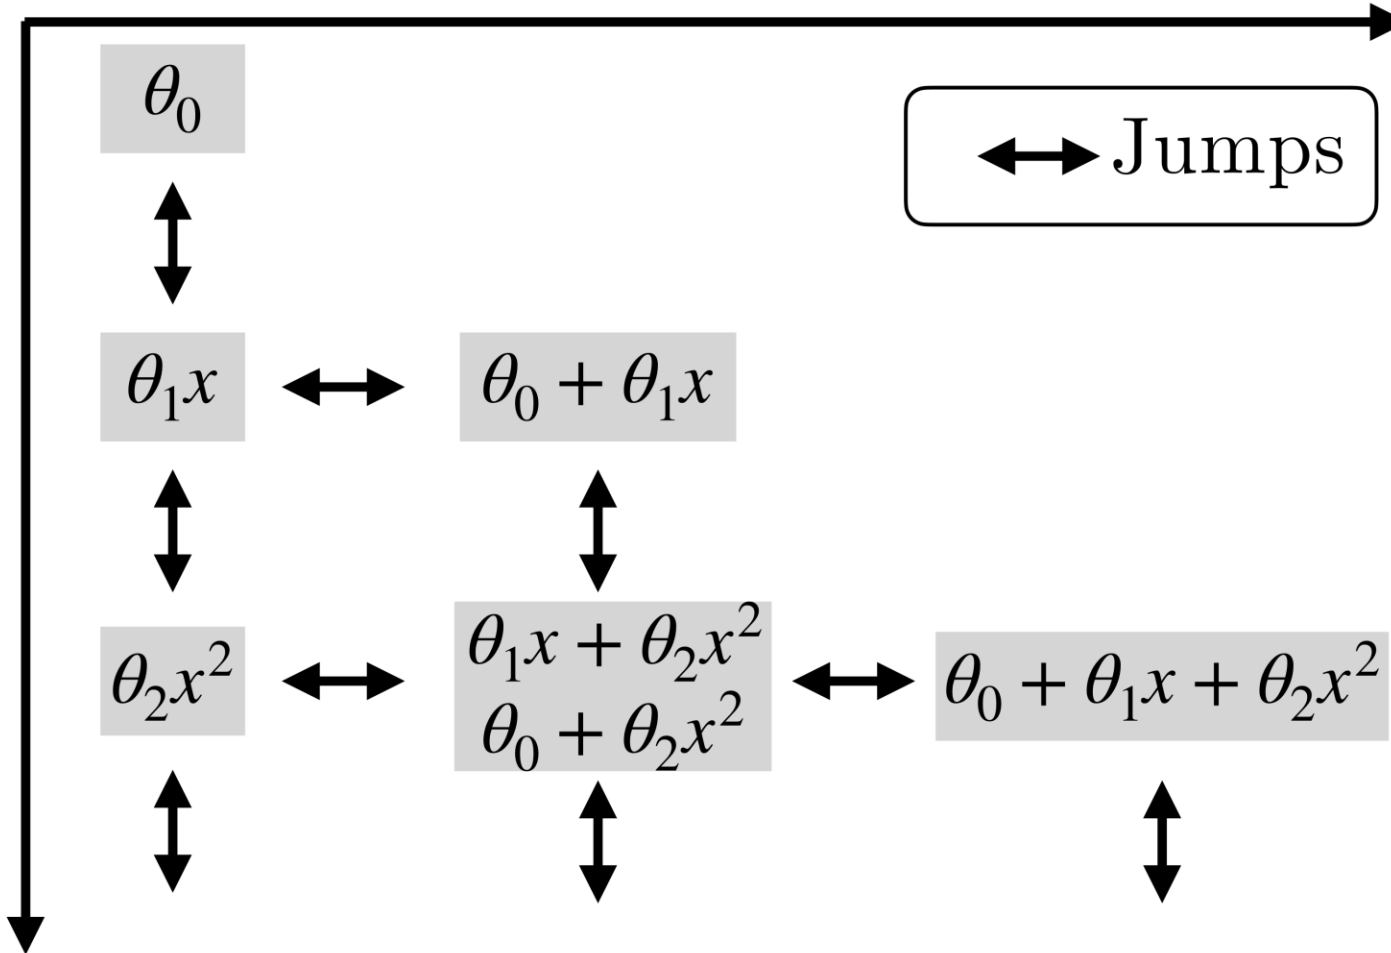 θ₀
Jumps
θ₁x
θ₀ + θ₁x
θ₂x²
θ₁x + θ₂x²
θ₀ + θ₂x²
θ₀ + θ₁x + θ₂x²